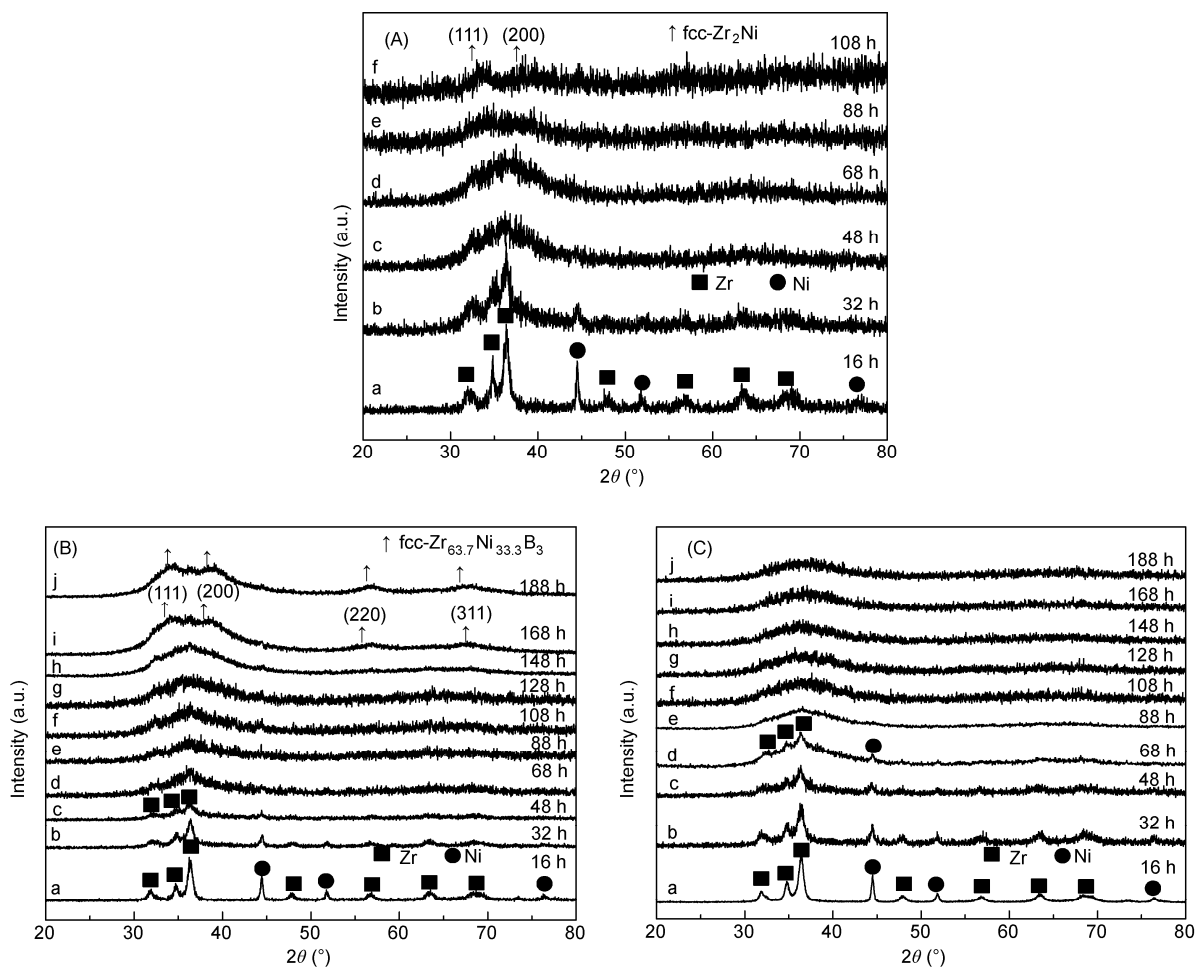 (A)
(111)
(200)
↑ fcc-Zr₂Ni
108 h
f
88 h
e
68 h
d
48 h
c
■ Zr ● Ni
32 h
b
16 h
a
20 30 40 50 60 70 80
2θ (°)
Intensity (a.u.)
(B)
↑ fcc-Zr₆₃.₇Ni₃₃.₃B₃
j
188 h
(111)
(200)
(220)
(311)
i
168 h
h
148 h
g
128 h
f
108 h
e
88 h
d
68 h
c
48 h
b
32 h
■ Zr ● Ni
16 h
a
20 30 40 50 60 70 80
2θ (°)
Intensity (a.u.)
(C)
j
188 h
i
168 h
h
148 h
g
128 h
f
108 h
e
88 h
d
68 h
c
48 h
b
32 h
■ Zr ● Ni
16 h
a
20 30 40 50 60 70 80
2θ (°)
Intensity (a.u.)